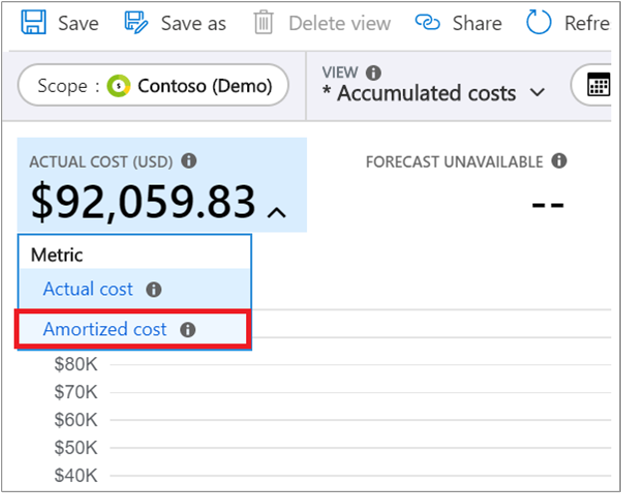 Save Save as Delete view Share Refre
Scope : $ Contoso (Demo)
VIEW
* Accumulated costs
ACTUAL COST (USD)
$92,059.83
FORECAST UNAVAILABLE
--
Metric
Actual cost
Amortized cost
$80K
$70K
$60K
$50K
$40K